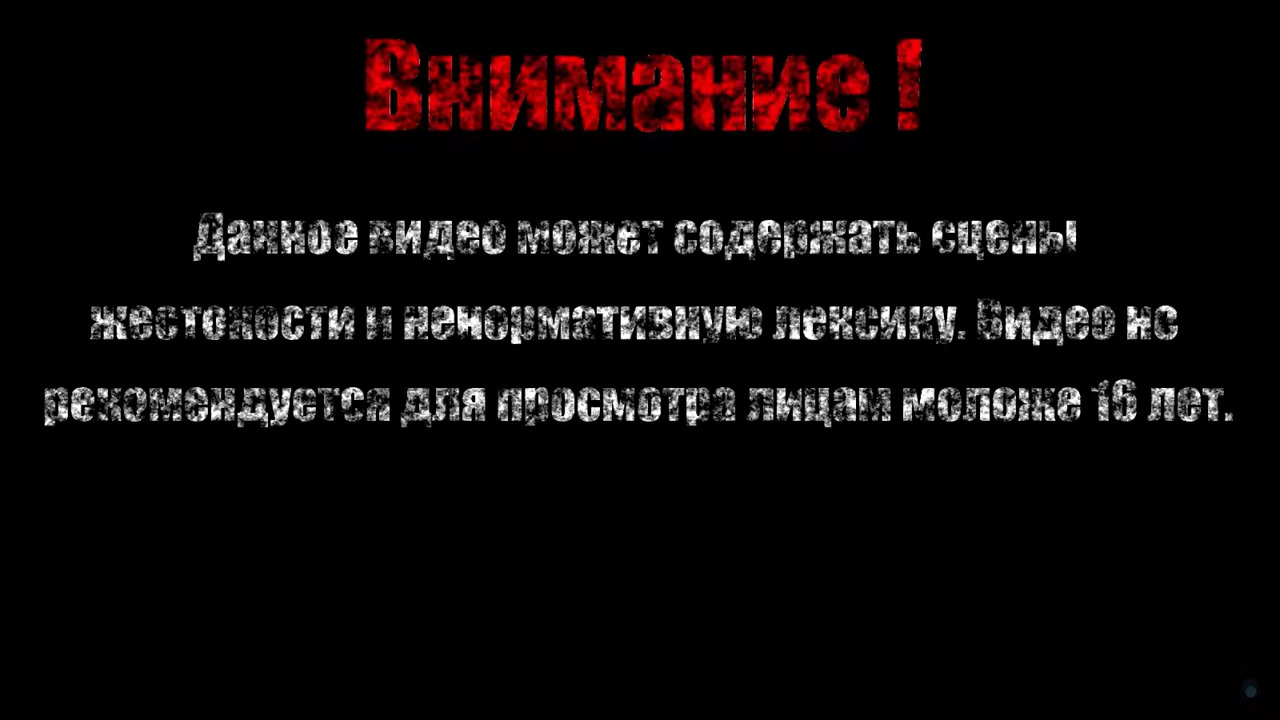 Внимание !
Данное видео может содержать сцены
жестокости и ненормативную лексику. Видео не
рекомендуется для просмотра лицам моложе 16 лет.